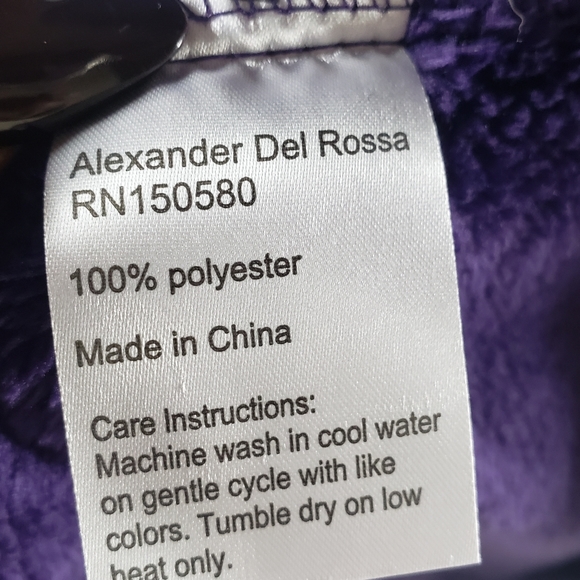 Alexander Del Rossa
RN150580
100% polyester
Made in China
Care Instructions:
Machine wash in cool water
on gentle cycle with like
colors. Tumble dry on low
heat only.